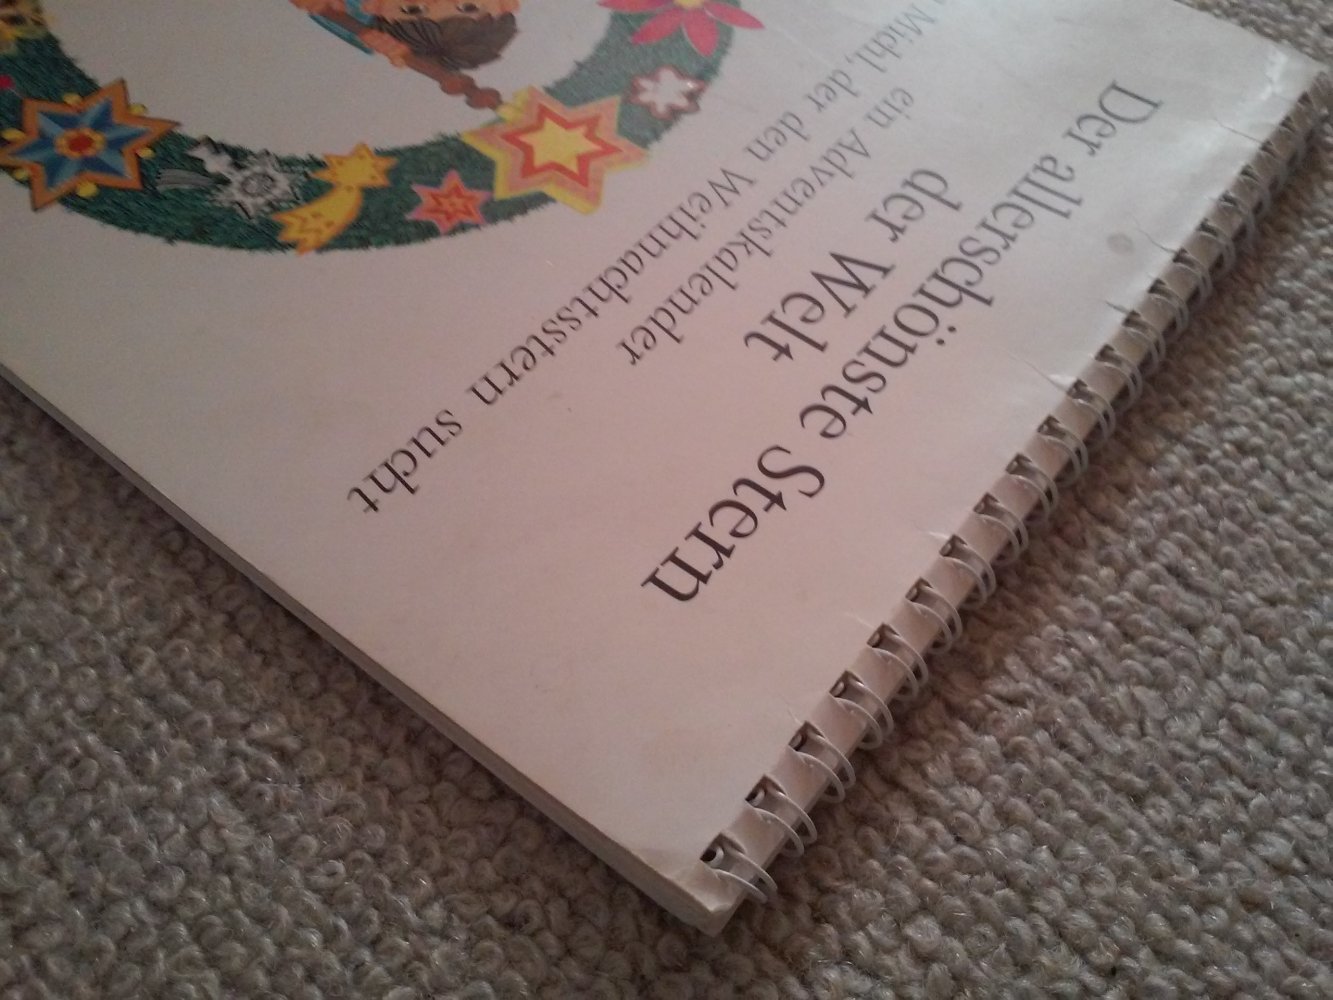 Der allerschönste Stern
der Welt
ein Adventskalender
Michl, der den Weihnachtsstern sucht